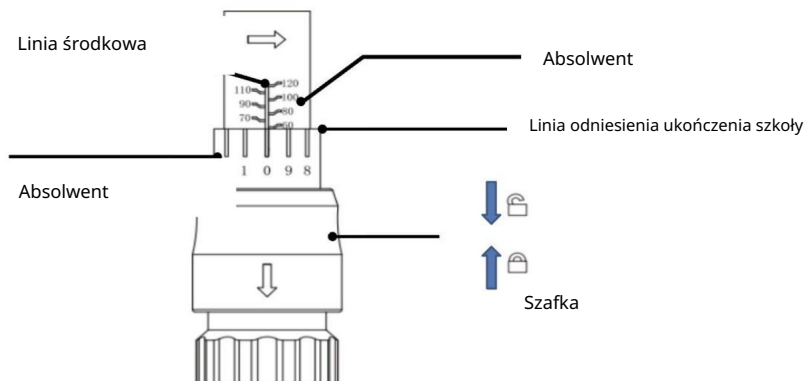 Linia środkowa
Absolwent
120
110
100
90
80
70
60
Linia odniesienia ukończenia szkoły
1 0 9 8
Absolwent
Szafka